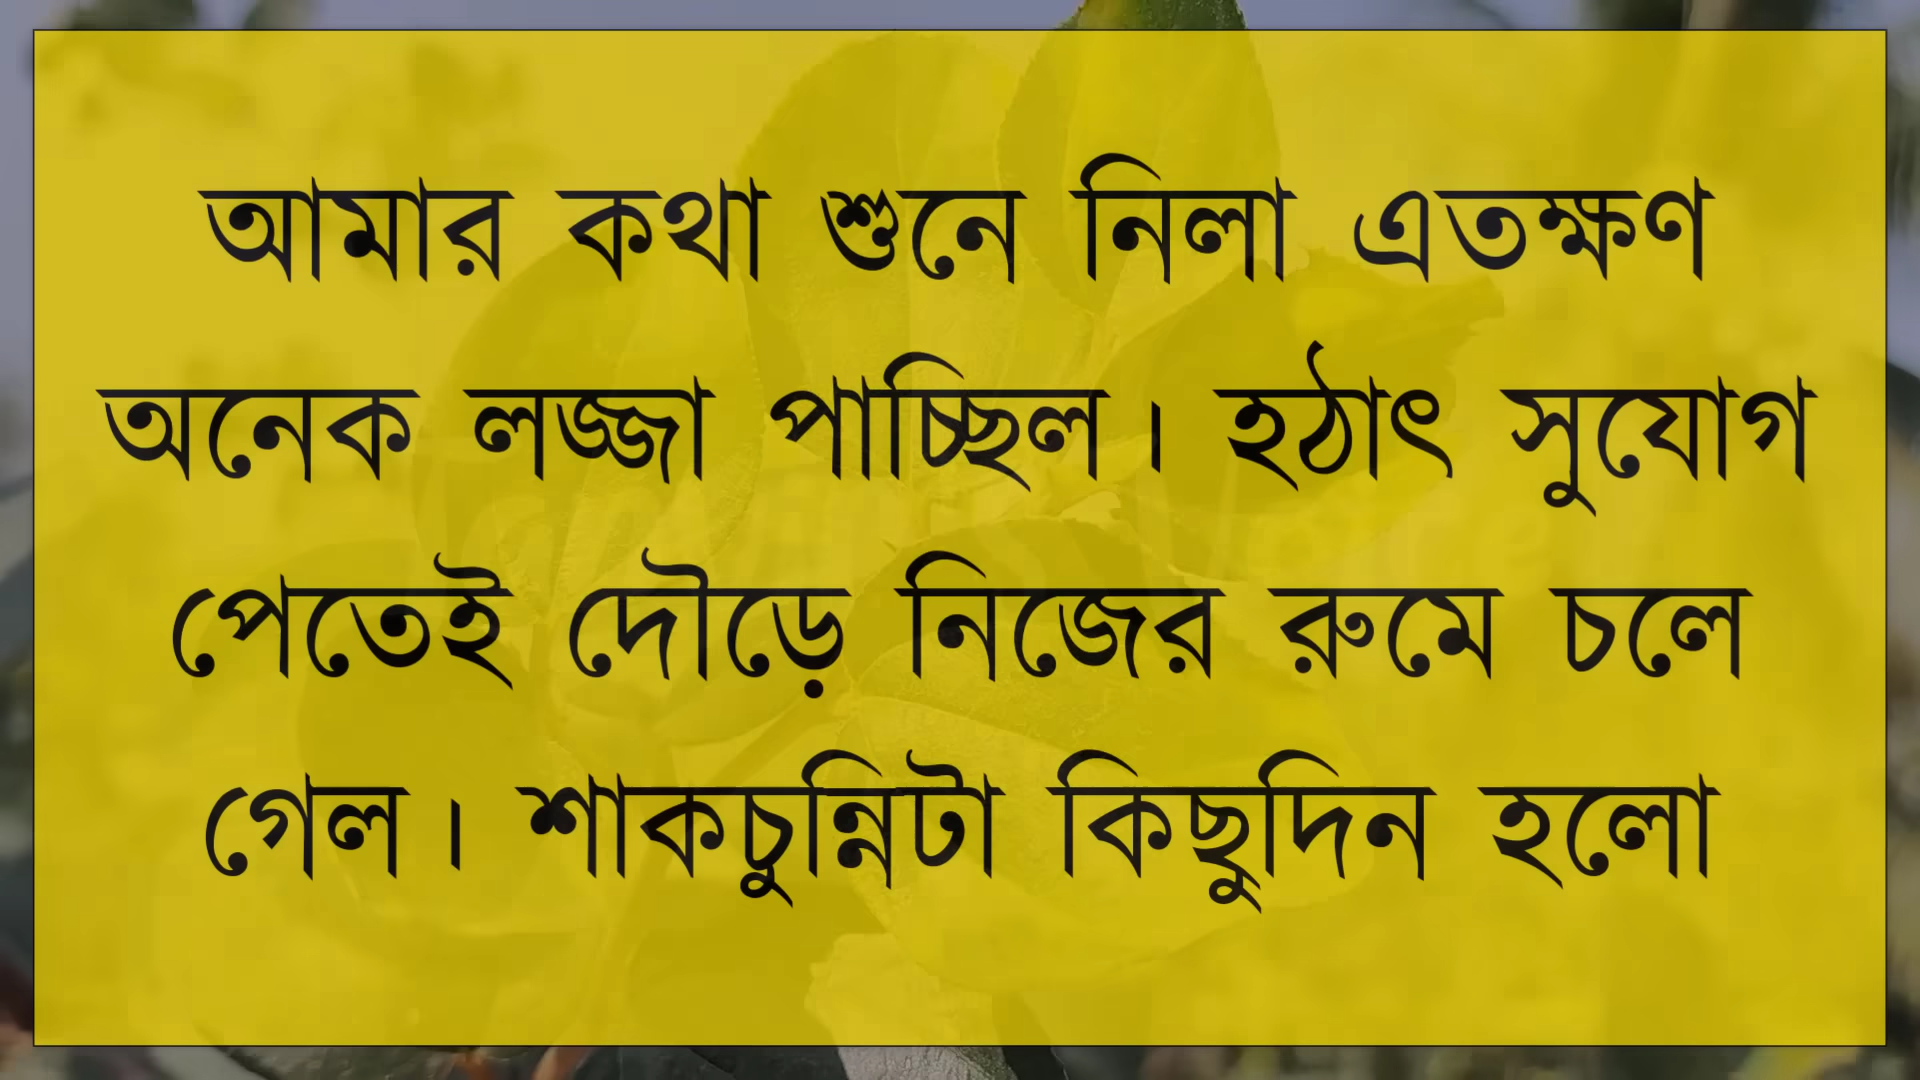 আমার কথা শুনে নিলা এতক্ষণ
অনেক লজ্জা পাচ্ছিল। হঠাৎ সুযোগ
পেতেই দৌড়ে নিজের রুমে চলে
গেল। শাকচুন্নিটা কিছুদিন হলো